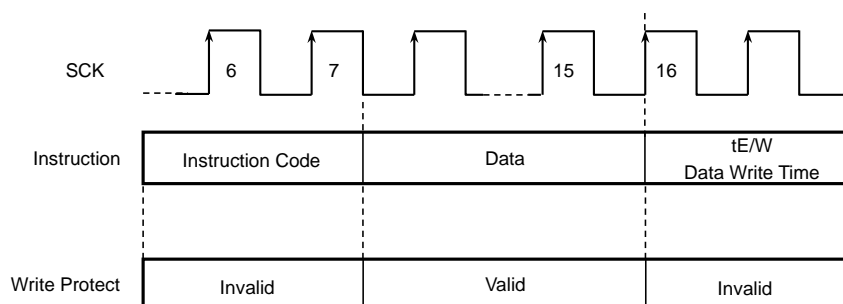 SCK
6
7
15
16
Instruction
Instruction Code
Data
tE/W
Data Write Time
Write Protect
Invalid
Valid
Invalid